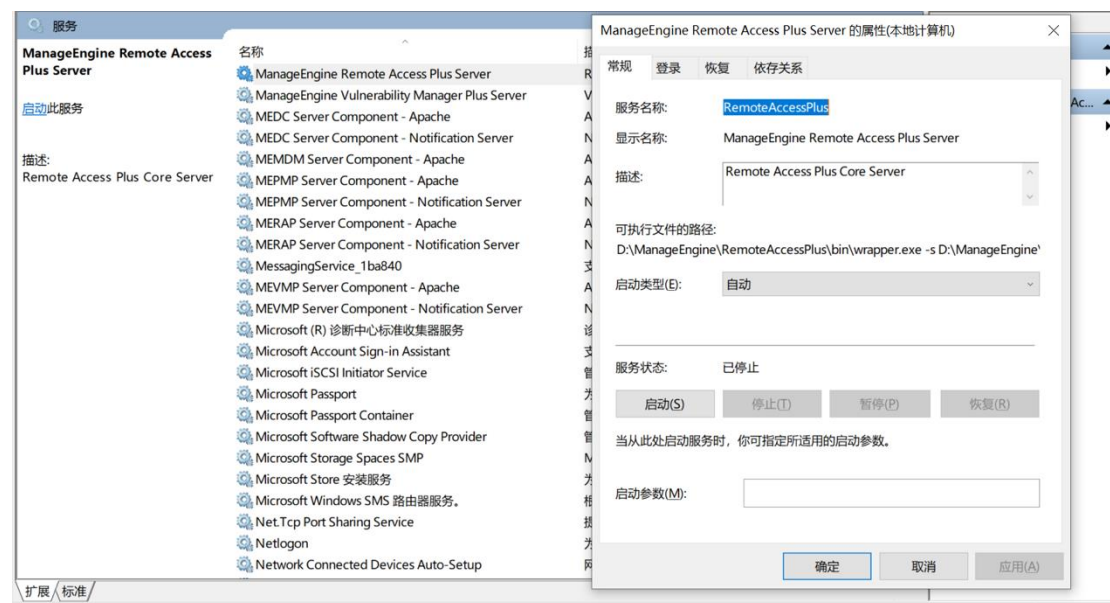 服务
ManageEngine Remote Access
Plus Server
启动此服务
描述:
Remote Access Plus Core Server
名称
ManageEngine Remote Access Plus Server
ManageEngine Vulnerability Manager Plus Server
MEDC Server Component - Apache
MEDC Server Component - Notification Server
MEMDM Server Component - Apache
MEPMP Server Component - Apache
MEPMP Server Component - Notification Server
MERAP Server Component - Apache
MERAP Server Component - Notification Server
MessagingService_1ba840
MEVMP Server Component - Apache
MEVMP Server Component - Notification Server
Microsoft (R) 诊断中心标准收集器服务
Microsoft Account Sign-in Assistant
Microsoft iSCSI Initiator Service
Microsoft Passport
Microsoft Passport Container
Microsoft Software Shadow Copy Provider
Microsoft Storage Spaces SMP
Microsoft Store 安装服务
Microsoft Windows SMS 路由器服务。
Net.Tcp Port Sharing Service
Netlogon
Network Connected Devices Auto-Setup
扩展 标准
ManageEngine Remote Access Plus Server 的属性(本地计算机)
常规 登录 恢复 依存关系
服务名称: RemoteAccessPlus
显示名称: ManageEngine Remote Access Plus Server
描述: Remote Access Plus Core Server
可执行文件的路径:
D:\ManageEngine\RemoteAccessPlus\bin\wrapper.exe -s D:\ManageEngine\
启动类型(E): 自动
服务状态: 已停止
启动(S) 停止(T) 暂停(P) 恢复(R)
当从此处启动服务时，你可指定所适用的启动参数。
启动参数(M):
确定 取消 应用(A)
Ac...